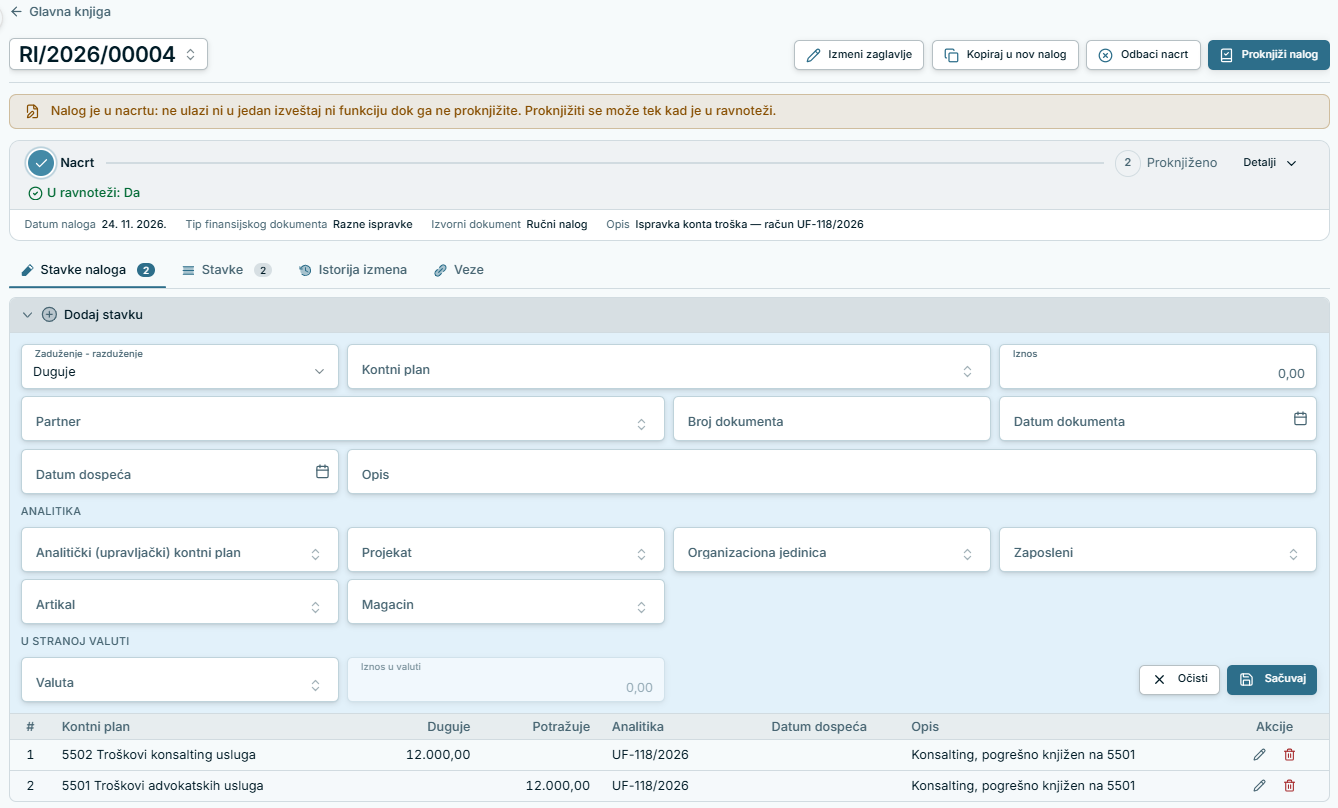 Glavna knjiga
RI/2026/00004
Izmeni zaglavlje
Kopiraj u nov nalog
Odbaci nacrt
Proknjiži nalog
Nalog je u nacrtu: ne ulazi ni u jedan izveštaj ni funkciju dok ga ne proknjižite. Proknjižiti se može tek kad je u ravnoteži.
Nacrt
2 Proknjiženo
Detalji
U ravnoteži: Da
Datum naloga 24. 11. 2026. Tip finansijskog dokumenta Razne ispravke Izvorni dokument Ručni nalog Opis Ispravka konta troška — račun UF-118/2026
Stavke naloga 2
Stavke 2
Istorija izmena
Veze
Dodaj stavku
Zaduženje - razduženje
Duguje
Kontni plan
Iznos
0,00
Partner
Broj dokumenta
Datum dokumenta
Datum dospeća
Opis
ANALITIKA
Analitički (upravljački) kontni plan
Projekat
Organizaciona jedinica
Zaposleni
Artikal
Magacin
U STRANOJ VALUTI
Valuta
Iznos u valuti
0,00
Očisti
Sačuvaj
# Kontni plan Duguje Potražuje Analitika Datum dospeća Opis Akcije
1 5502 Troškovi konsalting usluga 12.000,00 UF-118/2026 Konsalting, pogrešno knjižen na 5501
2 5501 Troškovi advokatskih usluga 12.000,00 UF-118/2026 Konsalting, pogrešno knjižen na 5501